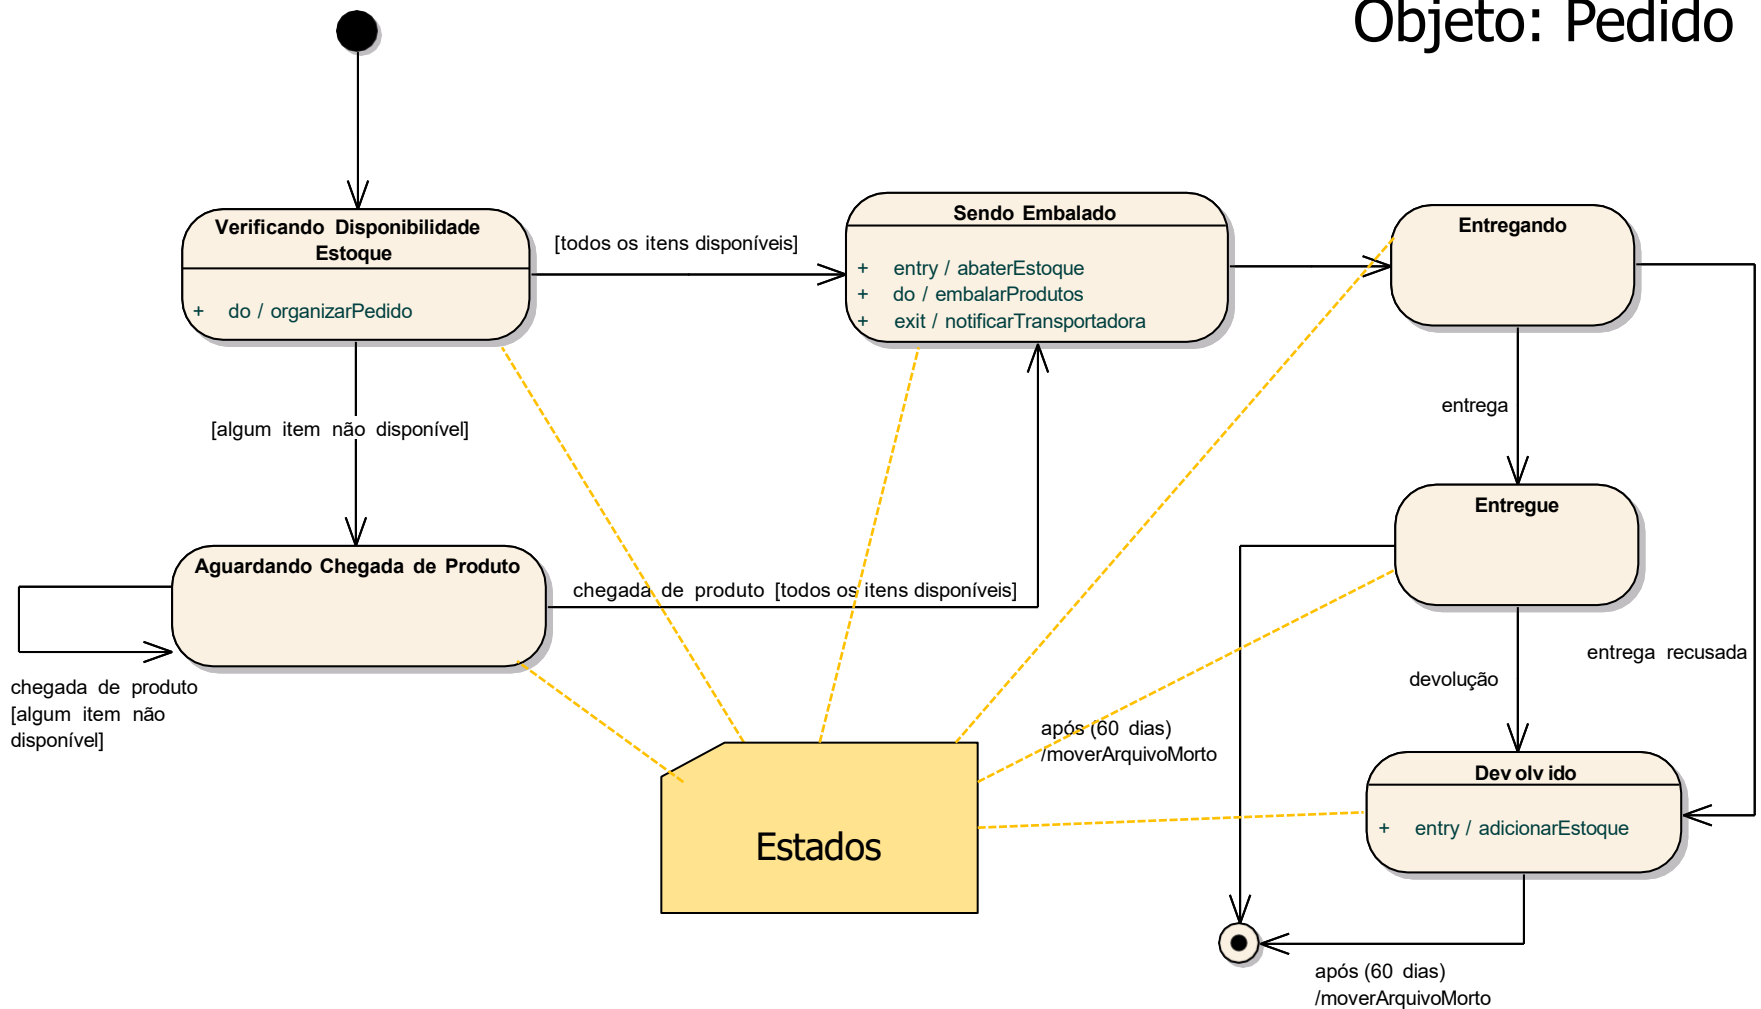 Objeto: Pedido
Verificando Disponibilidade
Estoque
+ do / organizarPedido
[todos os itens disponíveis]
Sendo Embalado
+ entry / abaterEstoque
+ do / embalarProdutos
+ exit / notificarTransportadora
Entregando
[algum item não disponível]
entrega
Aguardando Chegada de Produto
chegada de produto [todos os itens disponíveis]
Entregue
chegada de produto
[algum item não
disponível]
entrega recusada
devolução
após (60 dias)
/moverArquivoMorto
Estados
Devolvido
+ entry / adicionarEstoque
após (60 dias)
/moverArquivoMorto